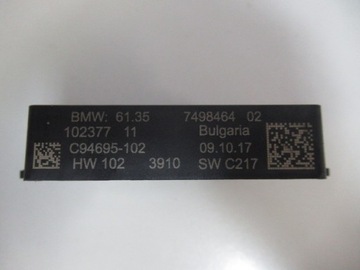 BMW: 61.35 7498464 02
102377 11 Bulgaria
C94695-102 09.10.17
HW 102 3910 SW C217